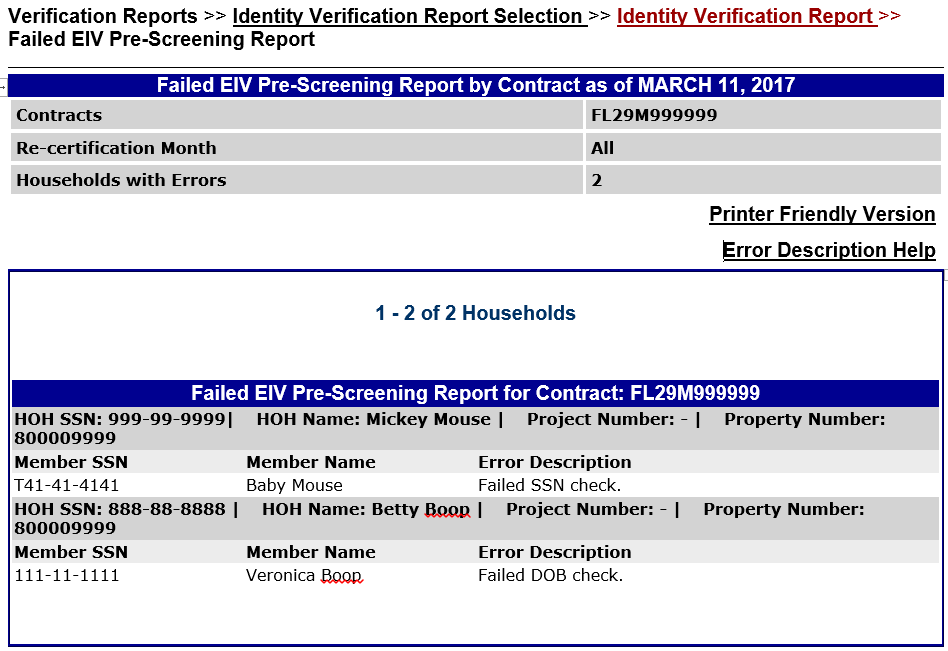 Verification Reports >> Identity Verification Report Selection >> Identity Verification Report >>
Failed EIV Pre-Screening Report
Failed EIV Pre-Screening Report by Contract as of MARCH 11, 2017
Contracts FL29M999999
Re-certification Month All
Households with Errors 2
Printer Friendly Version
Error Description Help
1 - 2 of 2 Households
Failed EIV Pre-Screening Report for Contract: FL29M999999
HOH SSN: 999-99-9999| HOH Name: Mickey Mouse | Project Number: - | Property Number:
800009999
Member SSN Member Name Error Description
T41-41-4141 Baby Mouse Failed SSN check.
HOH SSN: 888-88-8888 | HOH Name: Betty Boop | Project Number: - | Property Number:
800009999
Member SSN Member Name Error Description
111-11-1111 Veronica Boop Failed DOB check.